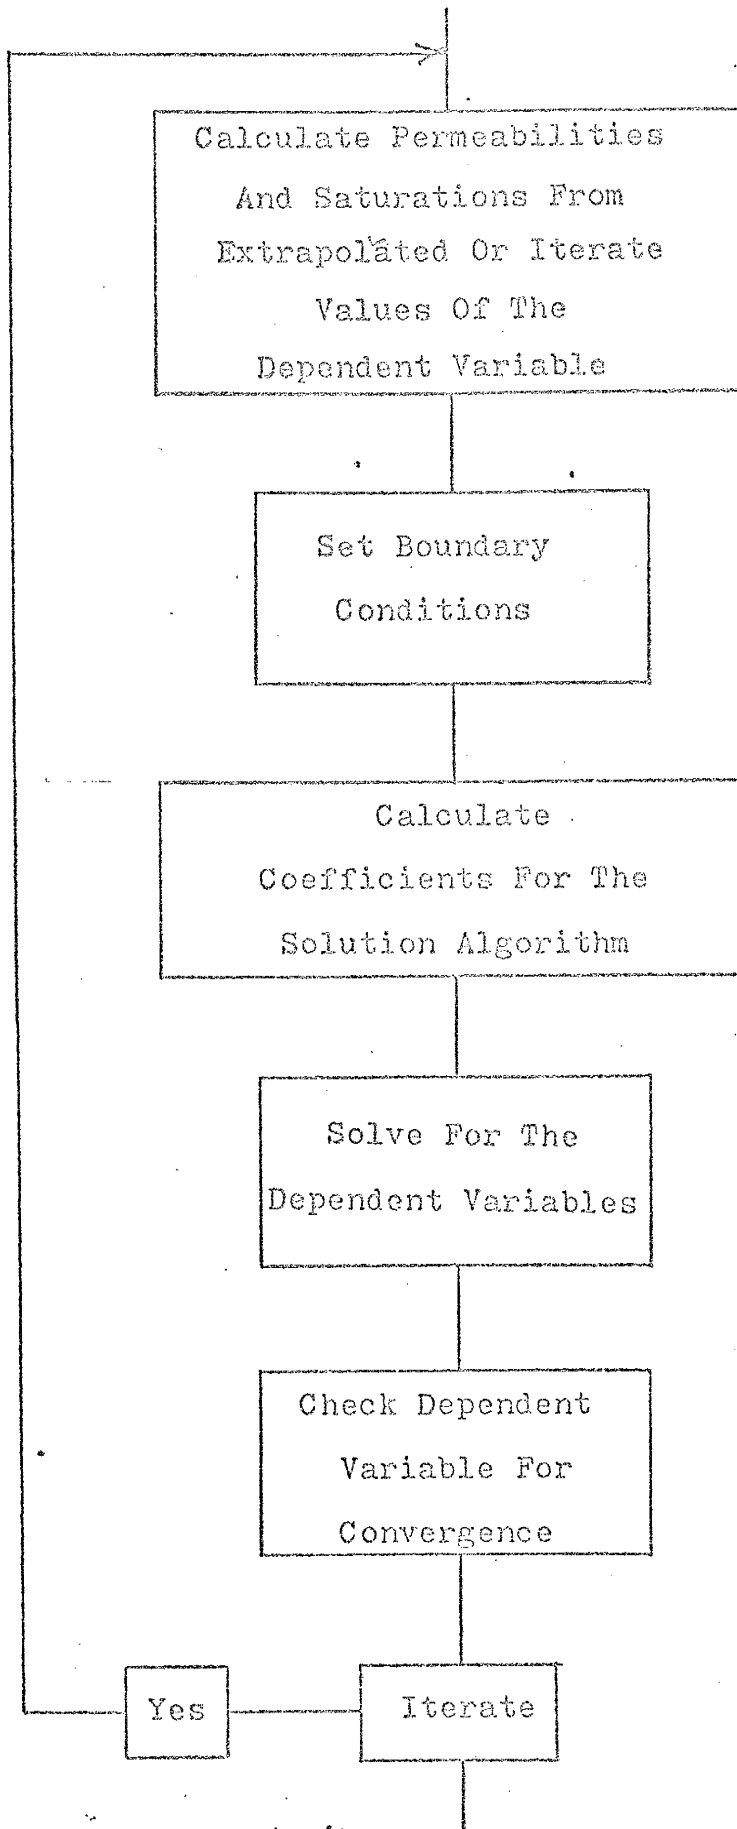 Calculate Permeabilities
And Saturations From
Extrapolated Or Iterate
Values Of The
Dependent Variable
Set Boundary
Conditions
Calculate
Coefficients For The
Solution Algorithm
Solve For The
Dependent Variables
Check Dependent
Variable For
Convergence
Yes
Iterate